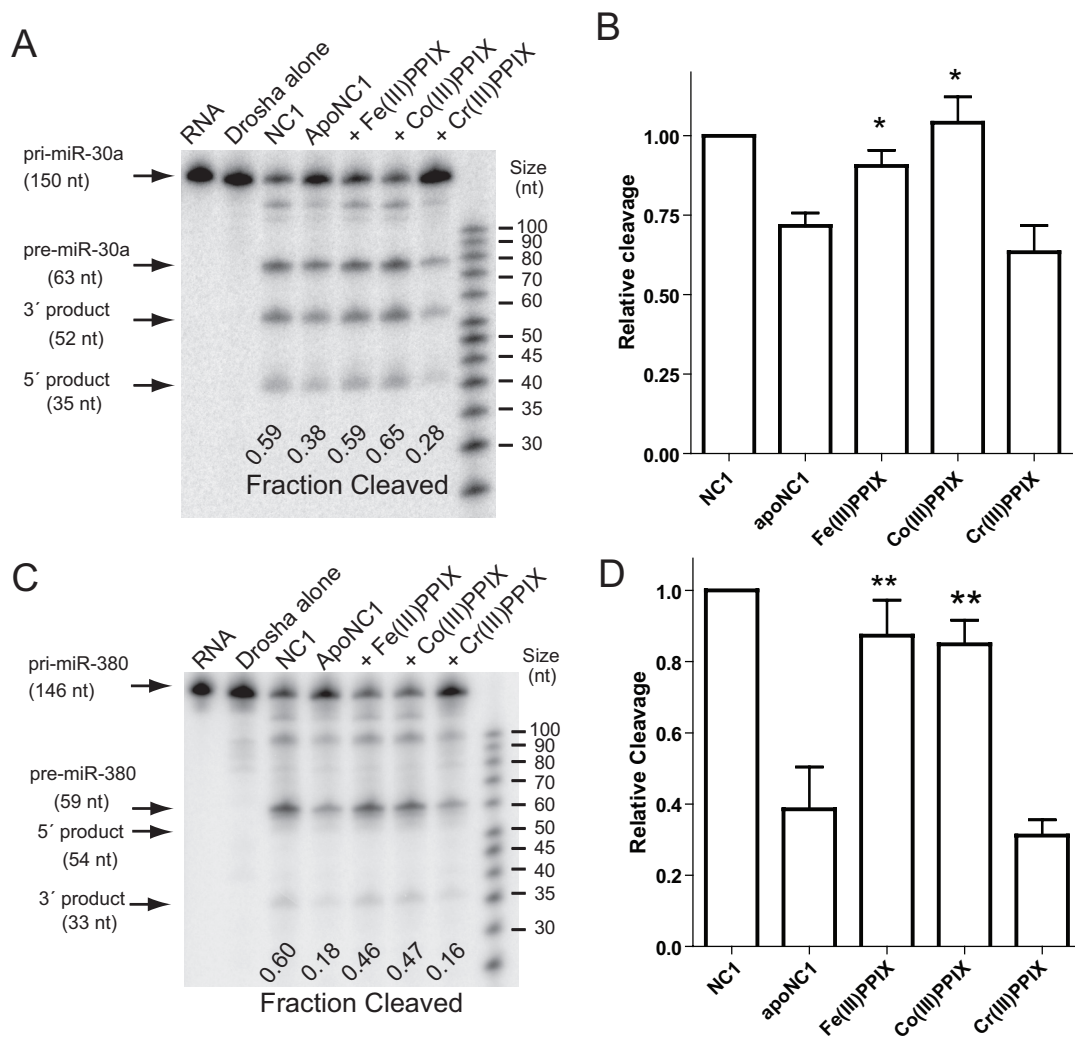 A
RNA
Drosha alone
NC1
ApoNC1
+ Fe(III)PPIX
+ Co(III)PPIX
+ Cr(III)PPIX
pri-miR-30a
(150 nt)
pre-miR-30a
(63 nt)
3´ product
(52 nt)
5´ product
(35 nt)
Size
(nt)
100
90
80
70
60
50
45
40
35
30
0.59
0.38
0.59
0.65
0.28
Fraction Cleaved
B
Relative cleavage
1.00
0.75
0.50
0.25
0.00
*
*
NC1
apoNC1
Fe(III)PPIX
Co(III)PPIX
Cr(III)PPIX
C
RNA
Drosha alone
NC1
ApoNC1
+ Fe(III)PPIX
+ Co(III)PPIX
+ Cr(III)PPIX
pri-miR-380
(146 nt)
pre-miR-380
(59 nt)
5´ product
(54 nt)
3´ product
(33 nt)
Size
(nt)
100
90
80
70
60
50
45
40
35
30
0.60
0.18
0.46
0.47
0.16
Fraction Cleaved
D
Relative Cleavage
1.0
0.8
0.6
0.4
0.2
0.0
**
**
NC1
apoNC1
Fe(III)PPIX
Co(III)PPIX
Cr(III)PPIX